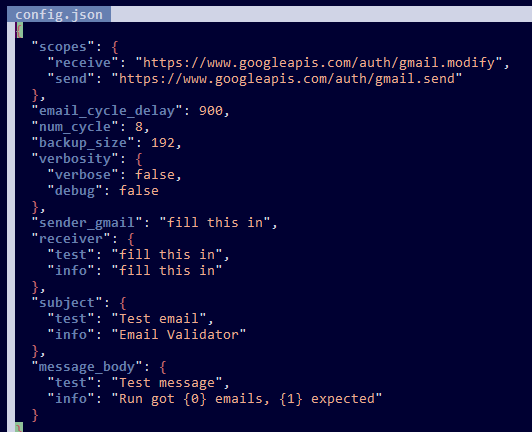 config.json
{
"scopes": {
"receive": "https://www.googleapis.com/auth/gmail.modify",
"send": "https://www.googleapis.com/auth/gmail.send"
},
"email_cycle_delay": 900,
"num_cycle": 8,
"backup_size": 192,
"verbosity": {
"verbose": false,
"debug": false
},
"sender_gmail": "fill this in",
"receiver": {
"test": "fill this in",
"info": "fill this in"
},
"subject": {
"test": "Test email",
"info": "Email Validator"
},
"message_body": {
"test": "Test message",
"info": "Run got {0} emails, {1} expected"
}
}